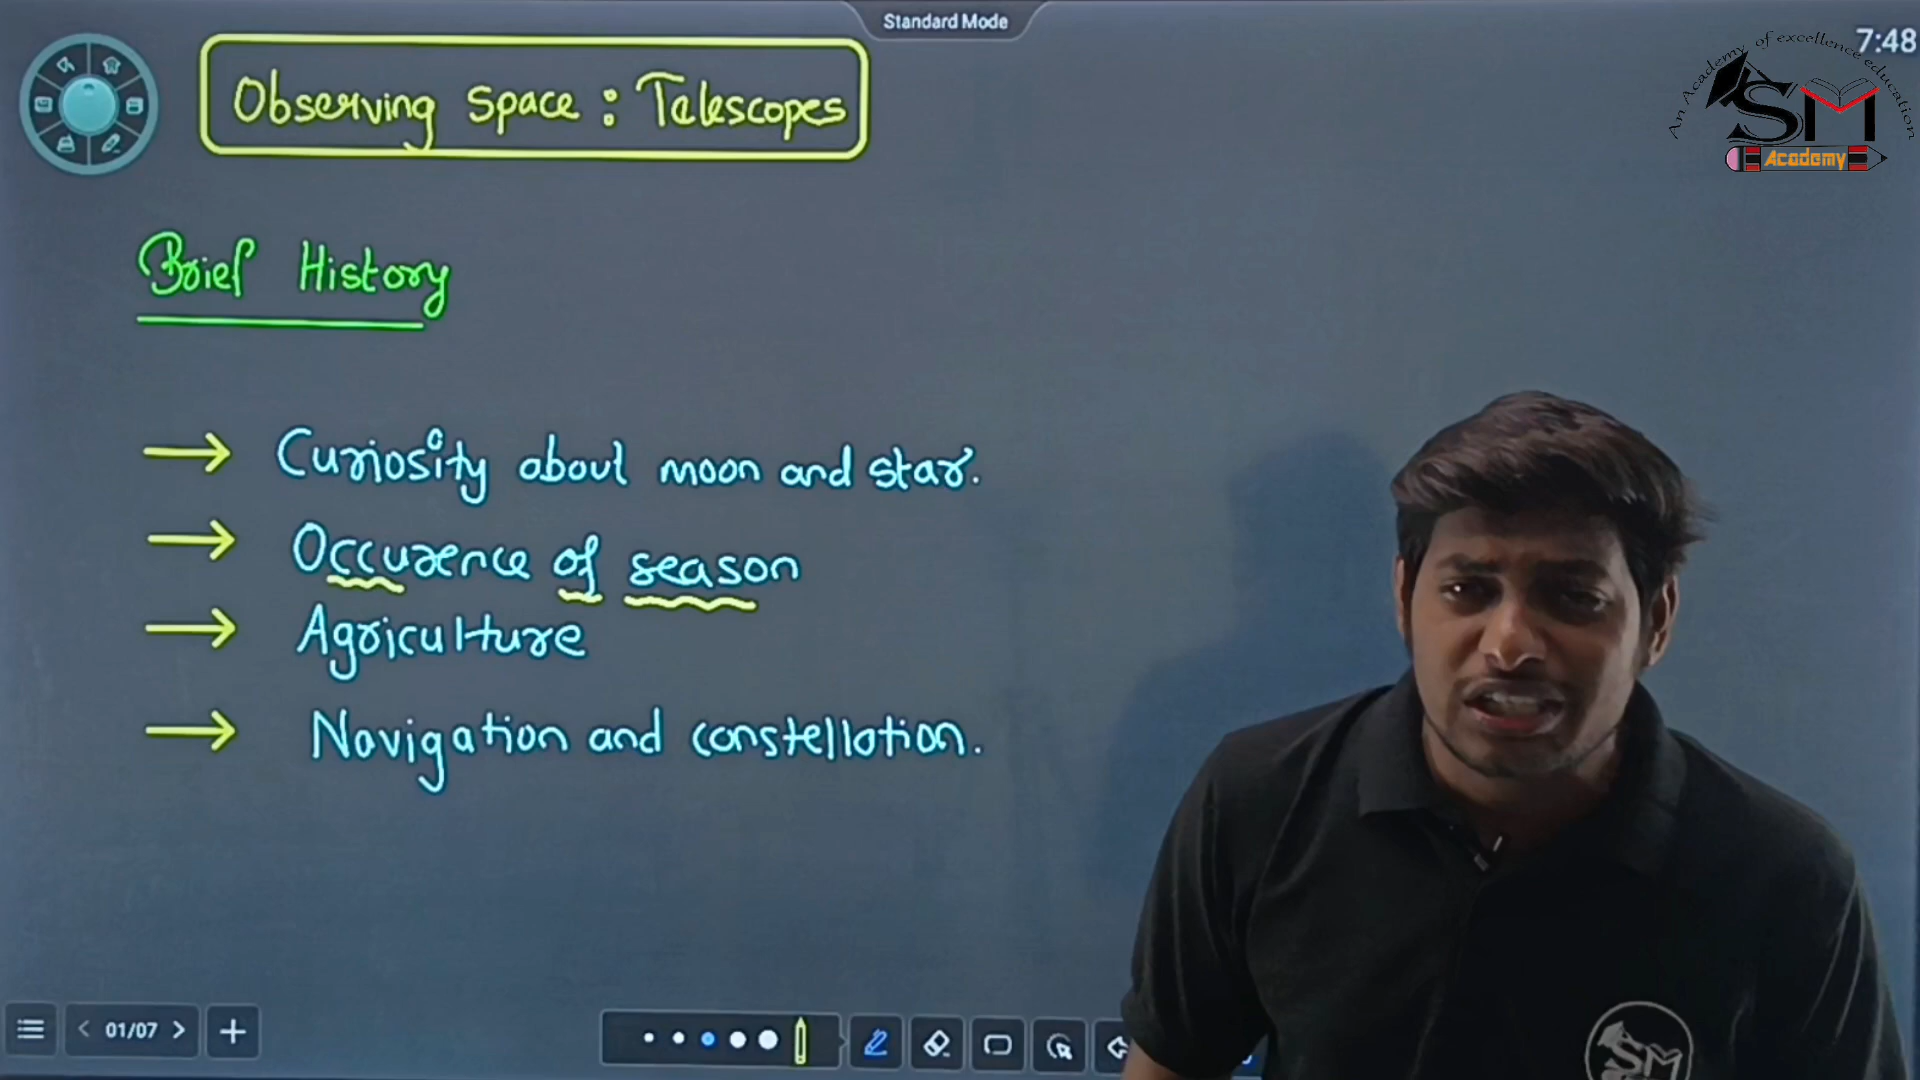 Standard Mode
7:48
Observing Space : Telescopes
An Academy of excellence education
SM
Academy
Brief History
→ Curiosity about moon and star.
→ Occurence of season
→ Agriculture
→ Navigation and constellation.
01/07
SM